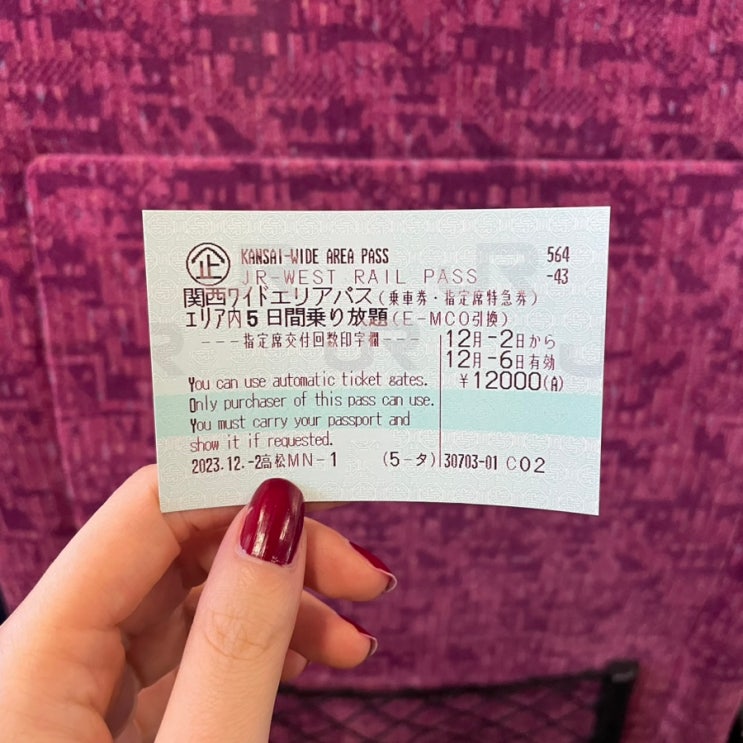 企 KANSAI-WIDE AREA PASS 564
JR-WEST RAIL PASS -43
関西ワイドエリアパス(乗車券・指定席特急券)
エリア内5日間乗り放題(E-MCO引換)
---指定席交付回数印字欄--- 12月-2日から
12月-6日有効
You can use automatic ticket gates. ¥12000(A)
Only purchaser of this pass can use.
You must carry your passport and
show it if requested.
2023.12.-2高松MN-1 (5-タ) 30703-01 C02